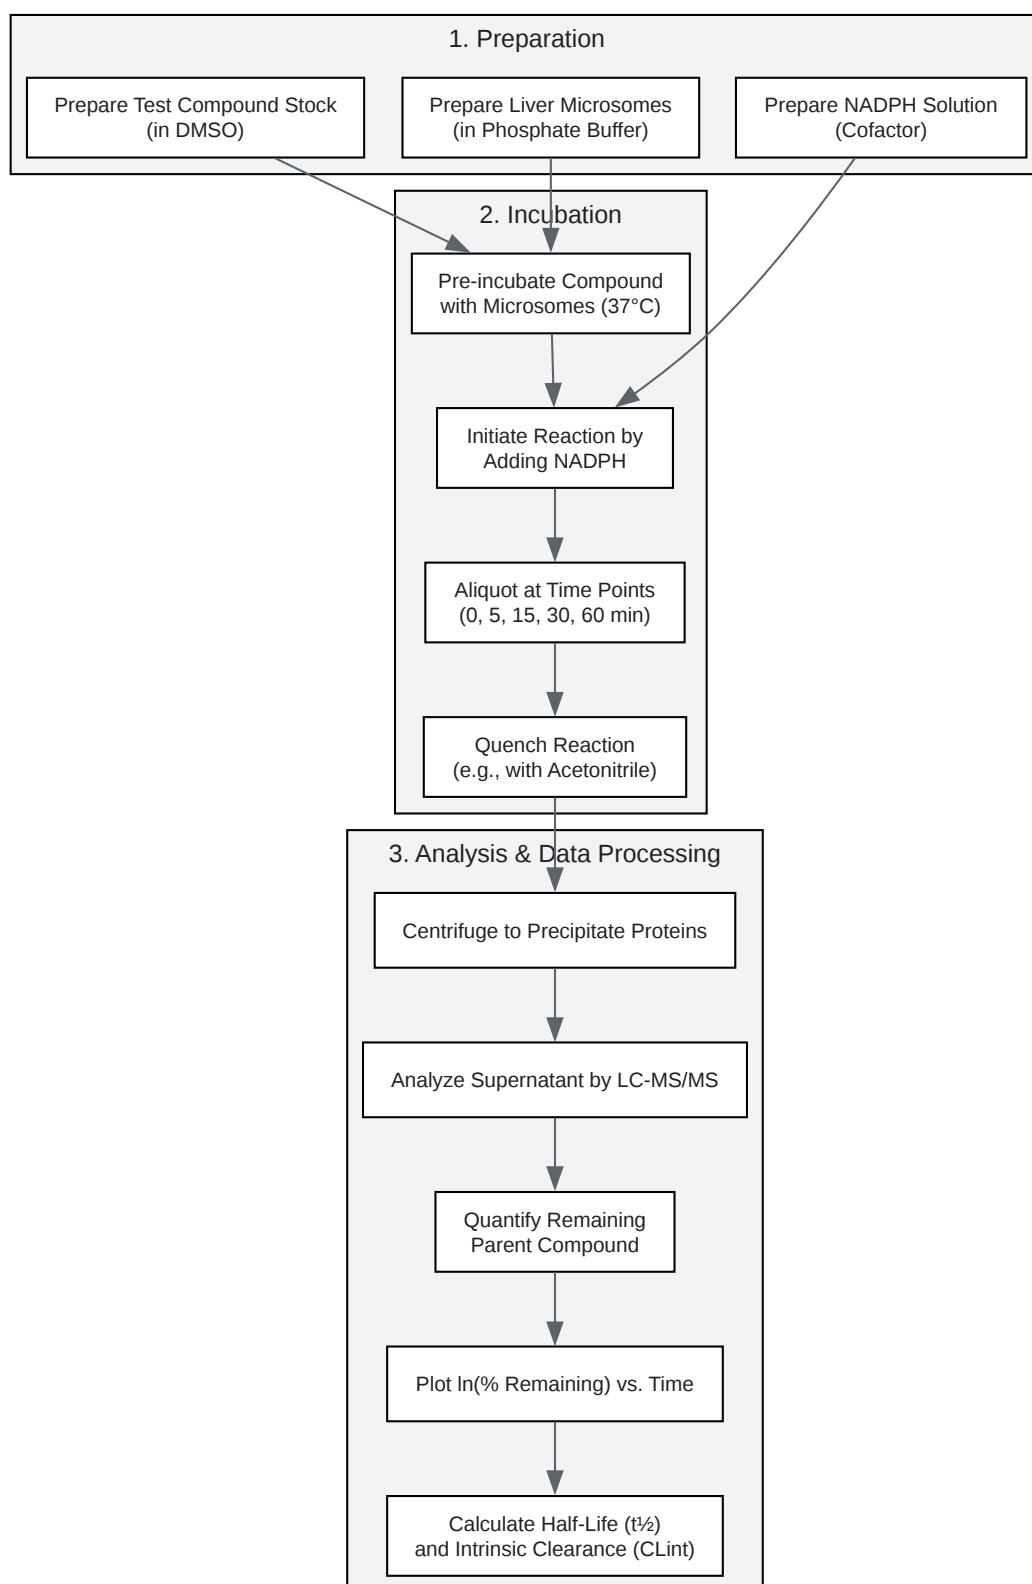 1. Preparation
Prepare Test Compound Stock
(in DMSO)
Prepare Liver Microsomes
(in Phosphate Buffer)
Prepare NADPH Solution
(Cofactor)
2. Incubation
Pre-incubate Compound
with Microsomes (37°C)
Initiate Reaction by
Adding NADPH
Aliquot at Time Points
(0, 5, 15, 30, 60 min)
Quench Reaction
(e.g., with Acetonitrile)
3. Analysis & Data Processing
Centrifuge to Precipitate Proteins
Analyze Supernatant by LC-MS/MS
Quantify Remaining
Parent Compound
Plot ln(% Remaining) vs. Time
Calculate Half-Life (t½)
and Intrinsic Clearance (CLint)